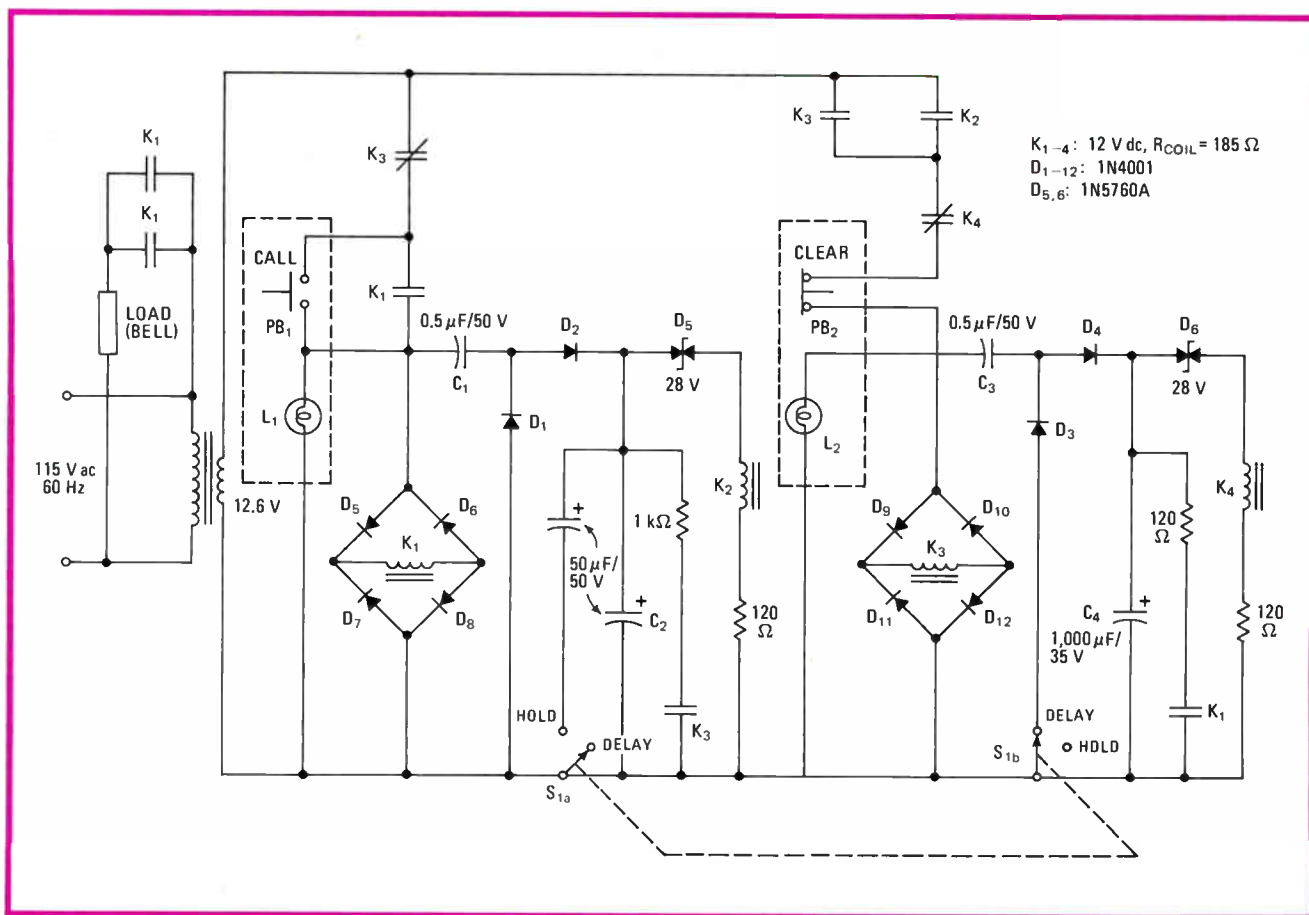 K1
K1
LOAD
(BELL)
115 V ac
60 Hz
12.6 V
K3
CALL
PB1
K1
L1
0.5 μF/50 V
C1
D1
D2
D5
28 V
D5
D6
K1
D7
D8
50 μF/
50 V
C2
1 kΩ
K3
K2
120
Ω
HOLD
DELAY
S1a
K3
K2
K4
K1–4: 12 V dc, RCOIL = 185 Ω
D1–12: 1N4001
D5,6: 1N5760A
CLEAR
PB2
L2
0.5 μF/50 V
C3
D3
D4
D6
28 V
D9
D10
K3
D11
D12
C4
1,000 μF/
35 V
120
Ω
K1
K4
120
Ω
DELAY
HOLD
S1b
+
+
+